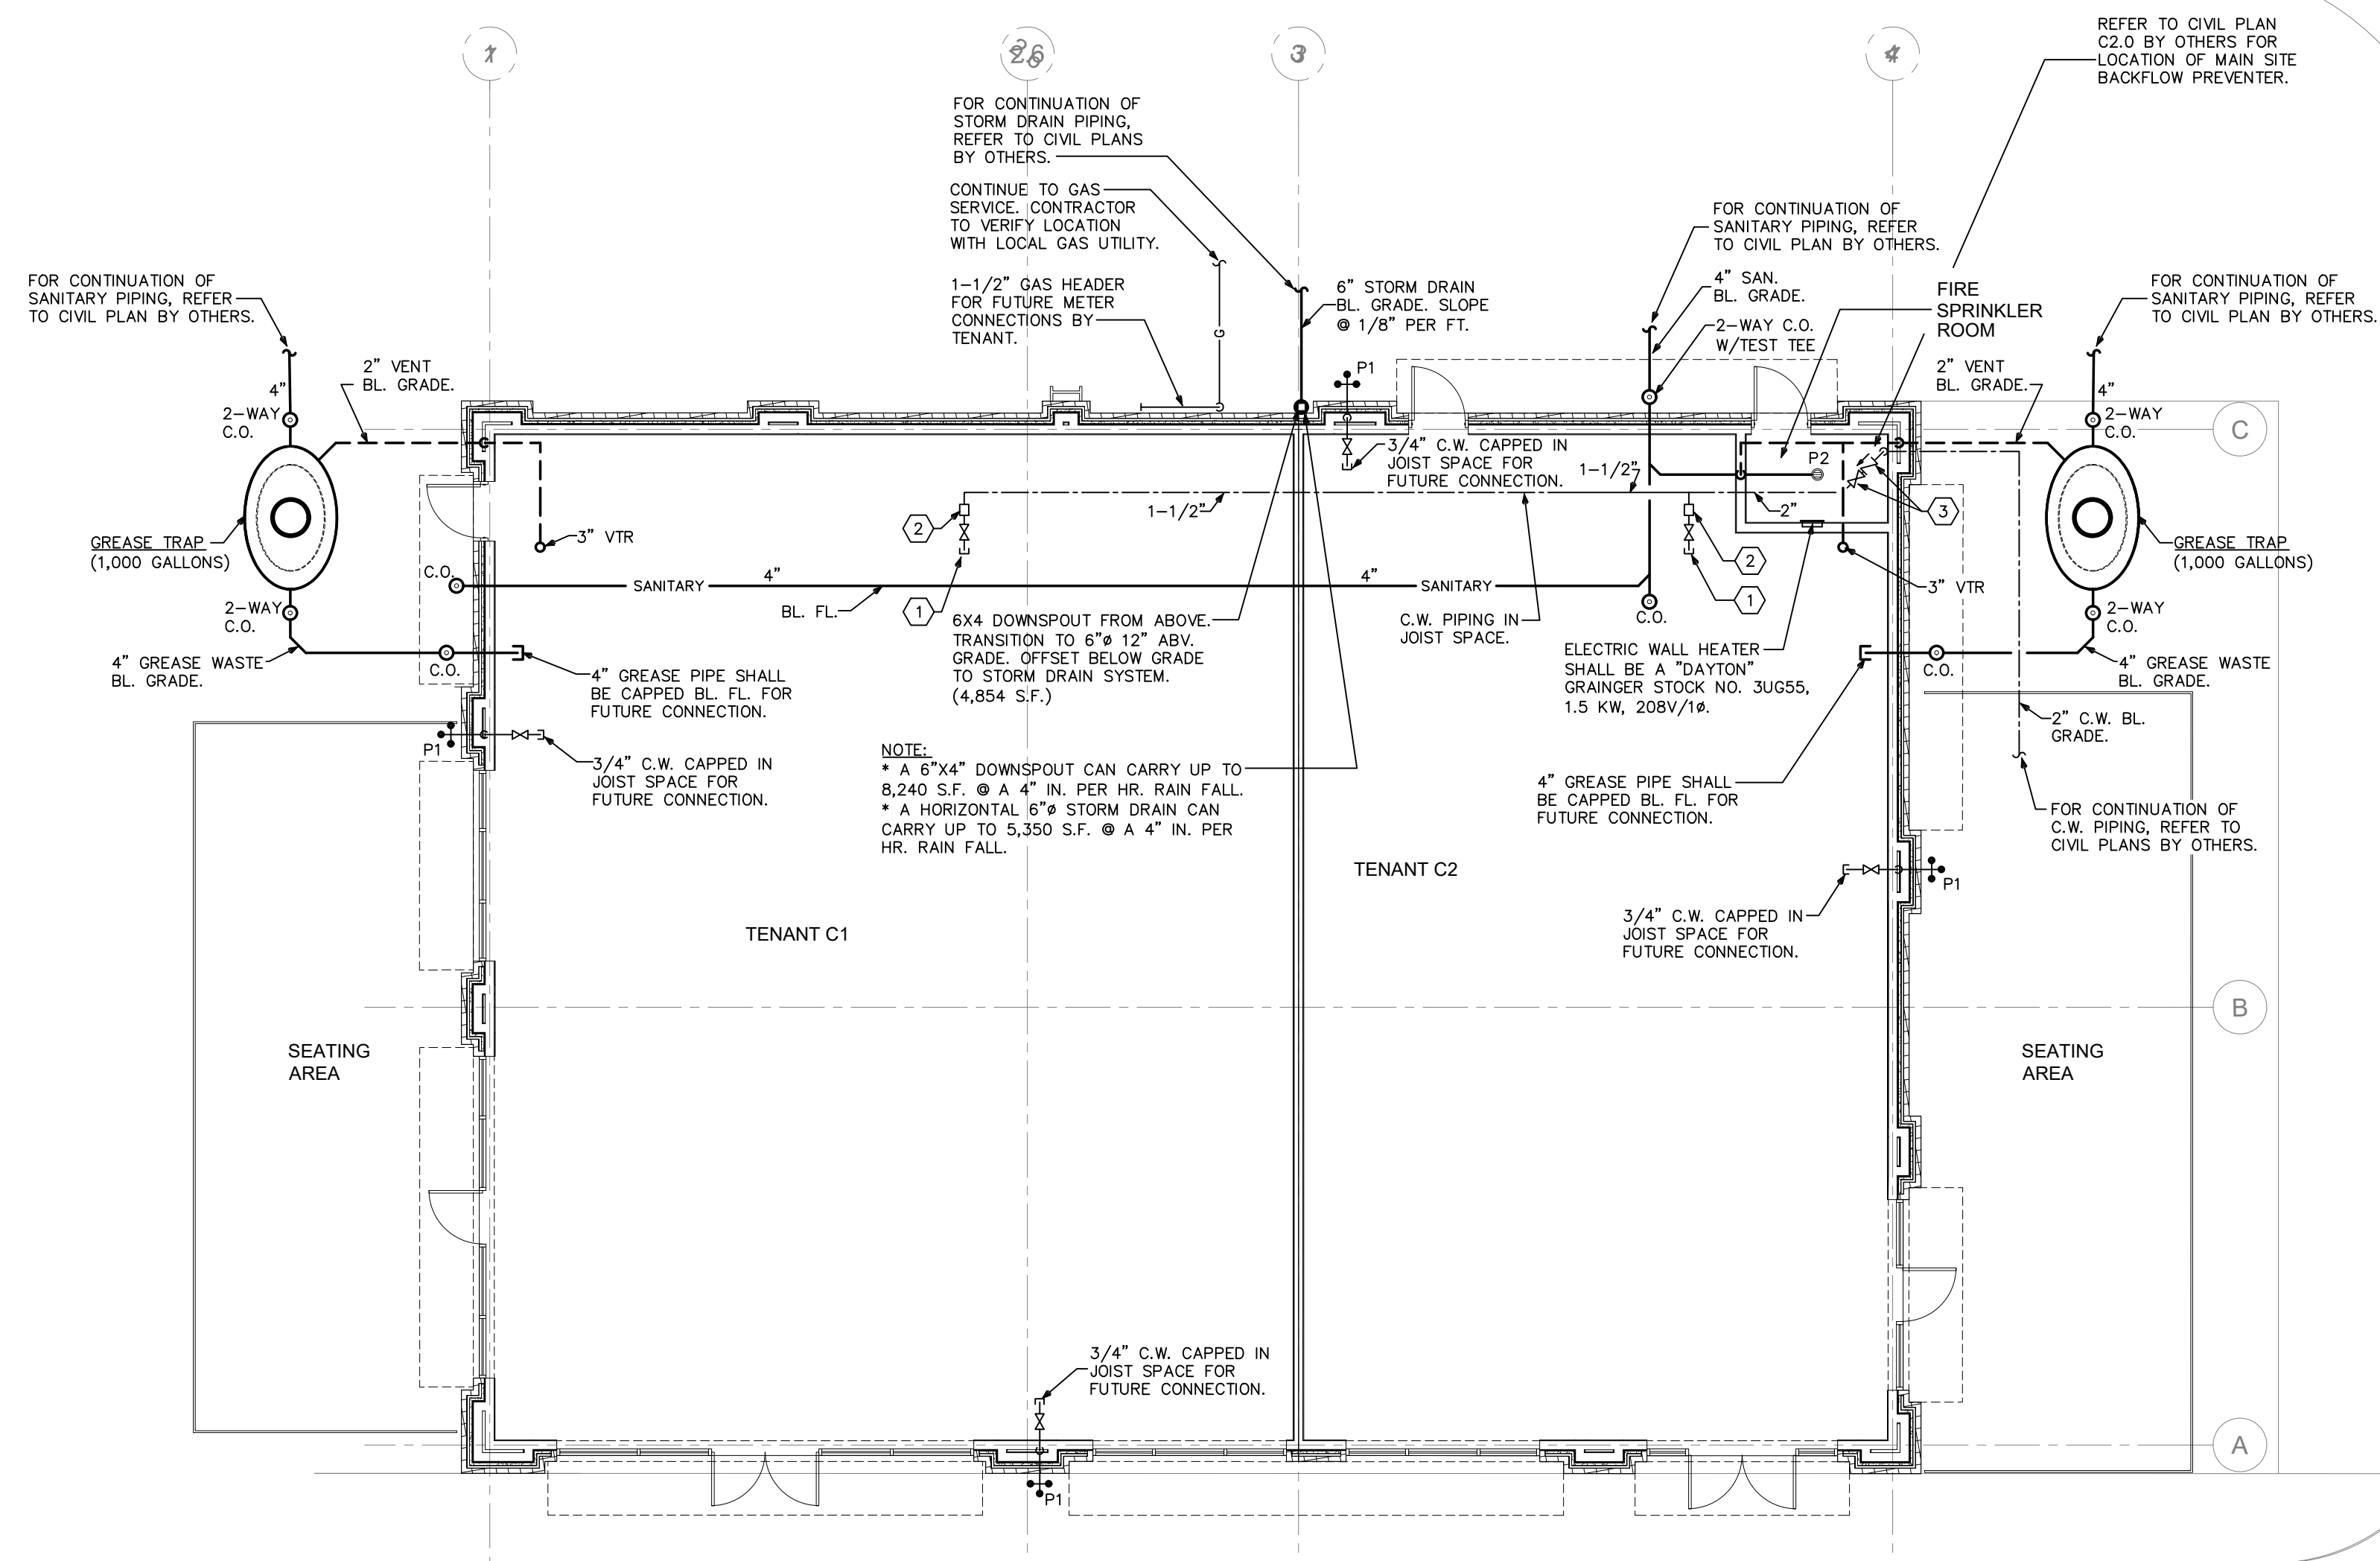 1
3
4
REFER TO CIVIL PLAN
C2.0 BY OTHERS FOR
LOCATION OF MAIN SITE
BACKFLOW PREVENTER.
FOR CONTINUATION OF
STORM DRAIN PIPING,
REFER TO CIVIL PLANS
BY OTHERS.
CONTINUE TO GAS
SERVICE. CONTRACTOR
TO VERIFY LOCATION
WITH LOCAL GAS UTILITY.
1-1/2" GAS HEADER
FOR FUTURE METER
CONNECTIONS BY
TENANT.
G
6" STORM DRAIN
BL. GRADE. SLOPE
@ 1/8" PER FT.
FOR CONTINUATION OF
SANITARY PIPING, REFER
TO CIVIL PLAN BY OTHERS.
4" SAN.
BL. GRADE.
2-WAY C.O.
W/TEST TEE
FIRE
SPRINKLER
ROOM
FOR CONTINUATION OF
SANITARY PIPING, REFER
TO CIVIL PLAN BY OTHERS.
FOR CONTINUATION OF
SANITARY PIPING, REFER
TO CIVIL PLAN BY OTHERS.
2" VENT
BL. GRADE.
4"
2-WAY
C.O.
P1
2" VENT
BL. GRADE.
4"
2-WAY
C.O.
C
3/4" C.W. CAPPED IN
JOIST SPACE FOR
FUTURE CONNECTION.
1-1/2"
P2
1-1/2"
2"
3
2
3" VTR
GREASE TRAP
(1,000 GALLONS)
GREASE TRAP
(1,000 GALLONS)
2
C.O.
SANITARY
4"
4"
SANITARY
3" VTR
BL. FL.
1
1
C.O.
2-WAY
C.O.
2-WAY
C.O.
6X4 DOWNSPOUT FROM ABOVE.
TRANSITION TO 6"ø 12" ABV.
GRADE. OFFSET BELOW GRADE
TO STORM DRAIN SYSTEM.
(4,854 S.F.)
C.W. PIPING IN
JOIST SPACE.
ELECTRIC WALL HEATER
SHALL BE A "DAYTON"
GRAINGER STOCK NO. 3UG55,
1.5 KW, 208V/1ø.
4" GREASE WASTE
BL. GRADE.
C.O.
4" GREASE PIPE SHALL
BE CAPPED BL. FL. FOR
FUTURE CONNECTION.
C.O.
4" GREASE WASTE
BL. GRADE.
2" C.W. BL.
GRADE.
P1
3/4" C.W. CAPPED IN
JOIST SPACE FOR
FUTURE CONNECTION.
NOTE:
* A 6"X4" DOWNSPOUT CAN CARRY UP TO
8,240 S.F. @ A 4" IN. PER HR. RAIN FALL.
* A HORIZONTAL 6"ø STORM DRAIN CAN
CARRY UP TO 5,350 S.F. @ A 4" IN. PER
HR. RAIN FALL.
4" GREASE PIPE SHALL
BE CAPPED BL. FL. FOR
FUTURE CONNECTION.
FOR CONTINUATION OF
C.W. PIPING, REFER TO
CIVIL PLANS BY OTHERS.
TENANT C2
P1
3/4" C.W. CAPPED IN
JOIST SPACE FOR
FUTURE CONNECTION.
TENANT C1
B
SEATING
AREA
SEATING
AREA
3/4" C.W. CAPPED IN
JOIST SPACE FOR
FUTURE CONNECTION.
A
P1